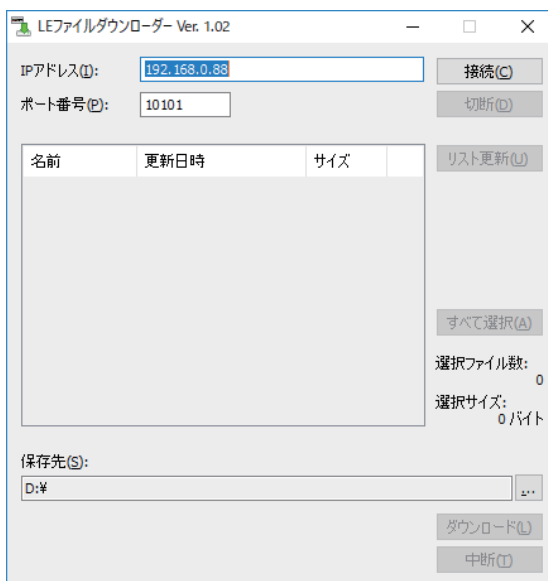 LEファイルダウンローダー Ver. 1.02
IPアドレス(I): 192.168.0.88 接続(C)
ポート番号(P): 10101 切断(D)
名前 更新日時 サイズ リスト更新(U)
すべて選択(A)
選択ファイル数:
0
選択サイズ:
0 バイト
保存先(S):
D:¥ ...
ダウンロード(L)
中断(T)